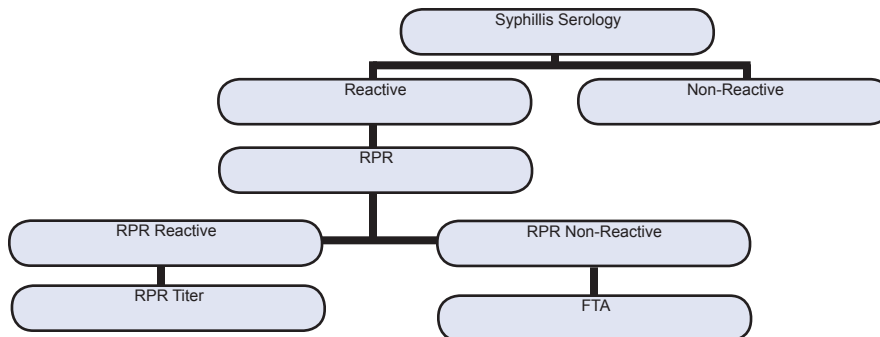 Syphillis Serology
Reactive
Non-Reactive
RPR
RPR Reactive
RPR Non-Reactive
RPR Titer
FTA